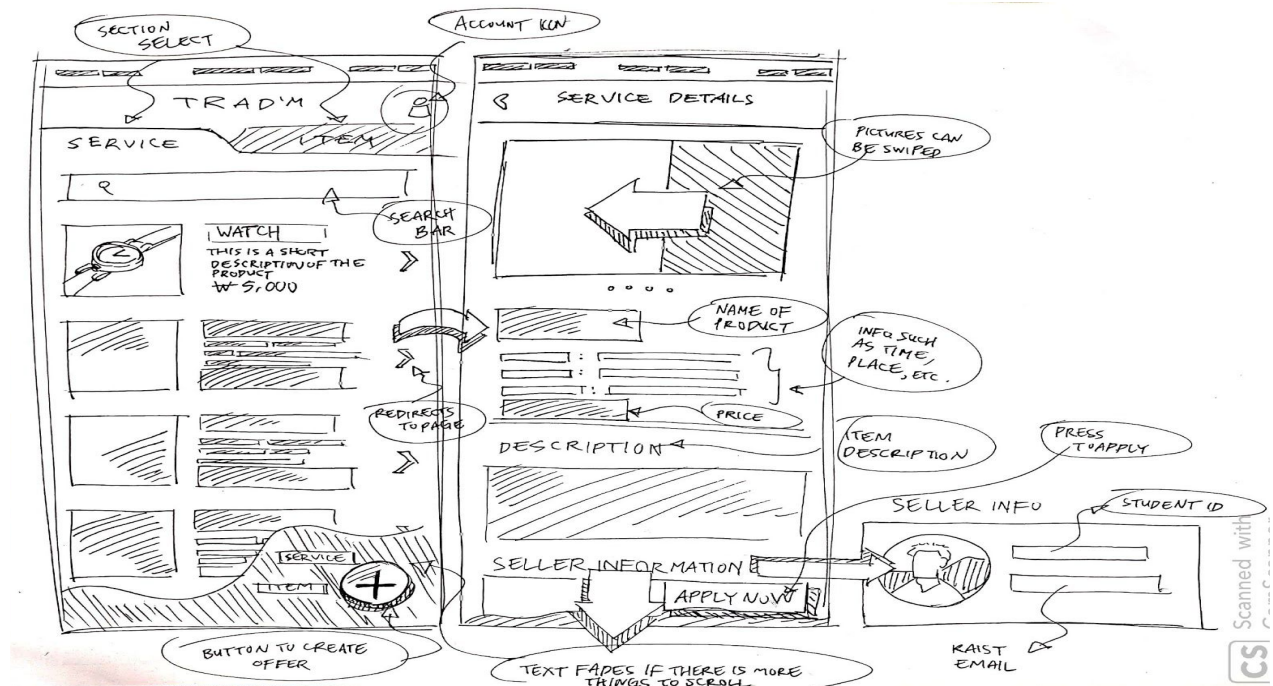 SECTION
SELECT
ACCOUNT ICON
TRAD'M
SERVICE
ITEM
SEARCH
BAR
WATCH
THIS IS A SHORT
DESCRIPTION OF THE
PRODUCT
₩ 5,000
REDIRECTS
TO PAGE
SERVICE
ITEM
+
BUTTON TO CREATE
OFFER
SERVICE DETAILS
PICTURES CAN
BE SWIPED
NAME OF
PRODUCT
INFO SUCH
AS TIME,
PLACE, ETC.
PRICE
DESCRIPTION
ITEM
DESCRIPTION
PRESS
TO APPLY
SELLER INFORMATION
APPLY NOW
TEXT FADES IF THERE IS MORE
THINGS TO SCROLL
SELLER INFO
STUDENT ID
KAIST
EMAIL
CS Scanned with
CamScanner